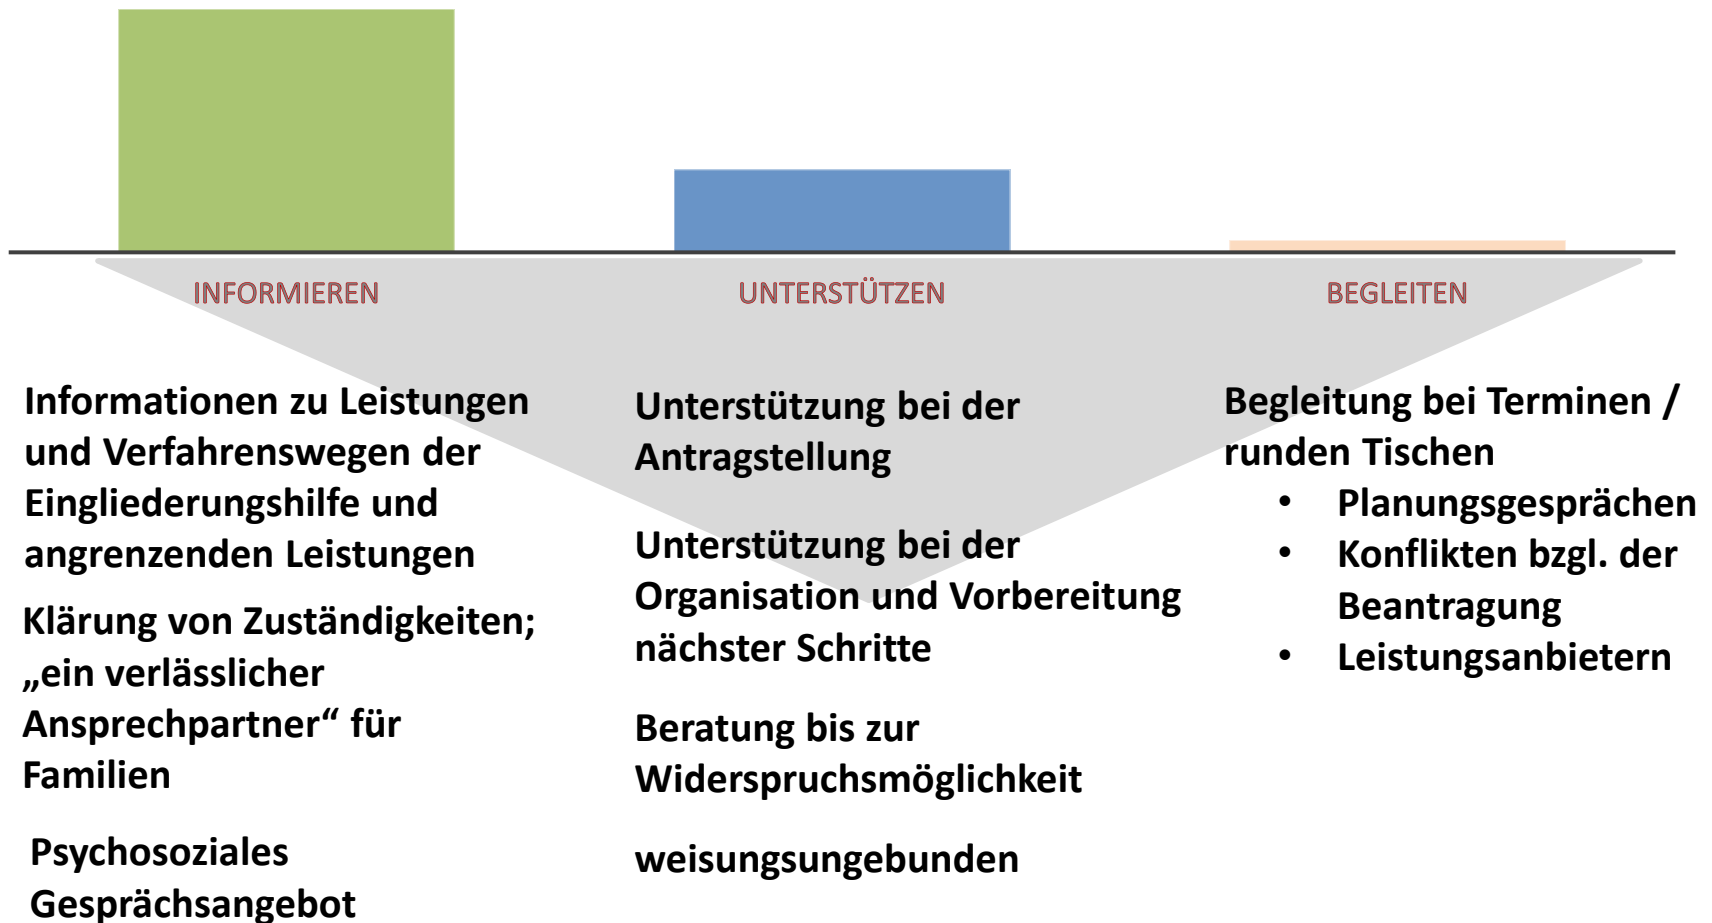 INFORMIEREN
UNTERSTÜTZEN
BEGLEITEN
Informationen zu Leistungen
und Verfahrenswegen der
Eingliederungshilfe und
angrenzenden Leistungen
Klärung von Zuständigkeiten;
„ein verlässlicher
Ansprechpartner“ für
Familien
Psychosoziales
Gesprächsangebot
Unterstützung bei der
Antragstellung
Unterstützung bei der
Organisation und Vorbereitung
nächster Schritte
Beratung bis zur
Widerspruchsmöglichkeit
weisungsungebunden
Begleitung bei Terminen /
runden Tischen
• Planungsgesprächen
• Konflikten bzgl. der
Beantragung
• Leistungsanbietern